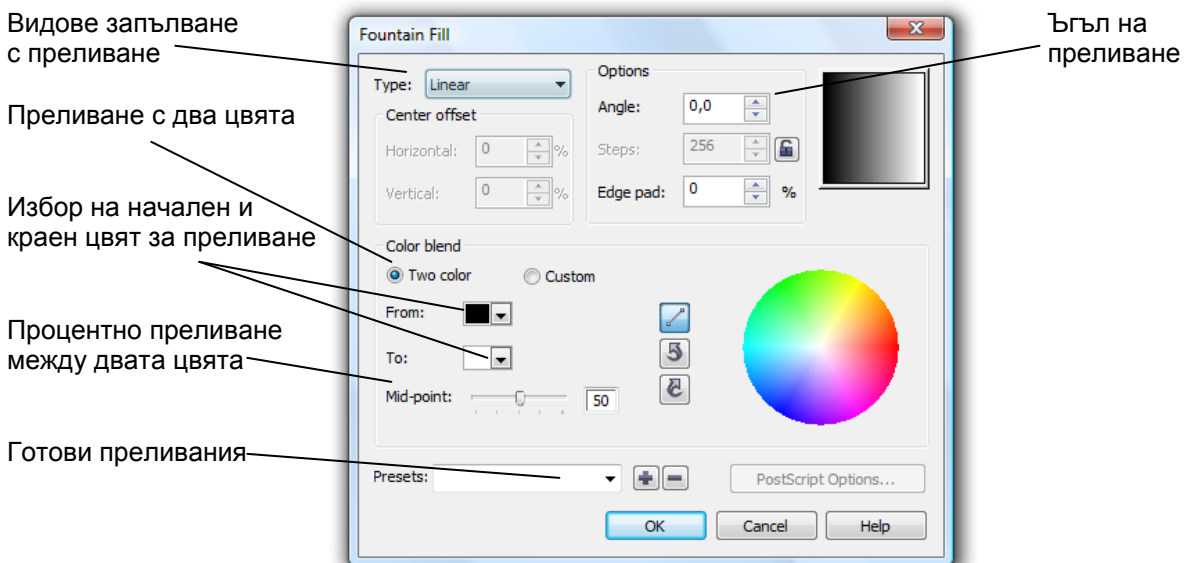 Видове запълване
с преливане
Преливане с два цвята
Избор на начален и
краен цвят за преливане
Процентно преливане
между двата цвята
Готови преливания
Ъгъл на
преливане
Fountain Fill
Type: Linear
Center offset
Horizontal: 0 %
Vertical: 0 %
Options
Angle: 0,0
Steps: 256
Edge pad: 0 %
Color blend
Two color Custom
From:
To:
Mid-point: 50
Presets:
PostScript Options...
OK Cancel Help